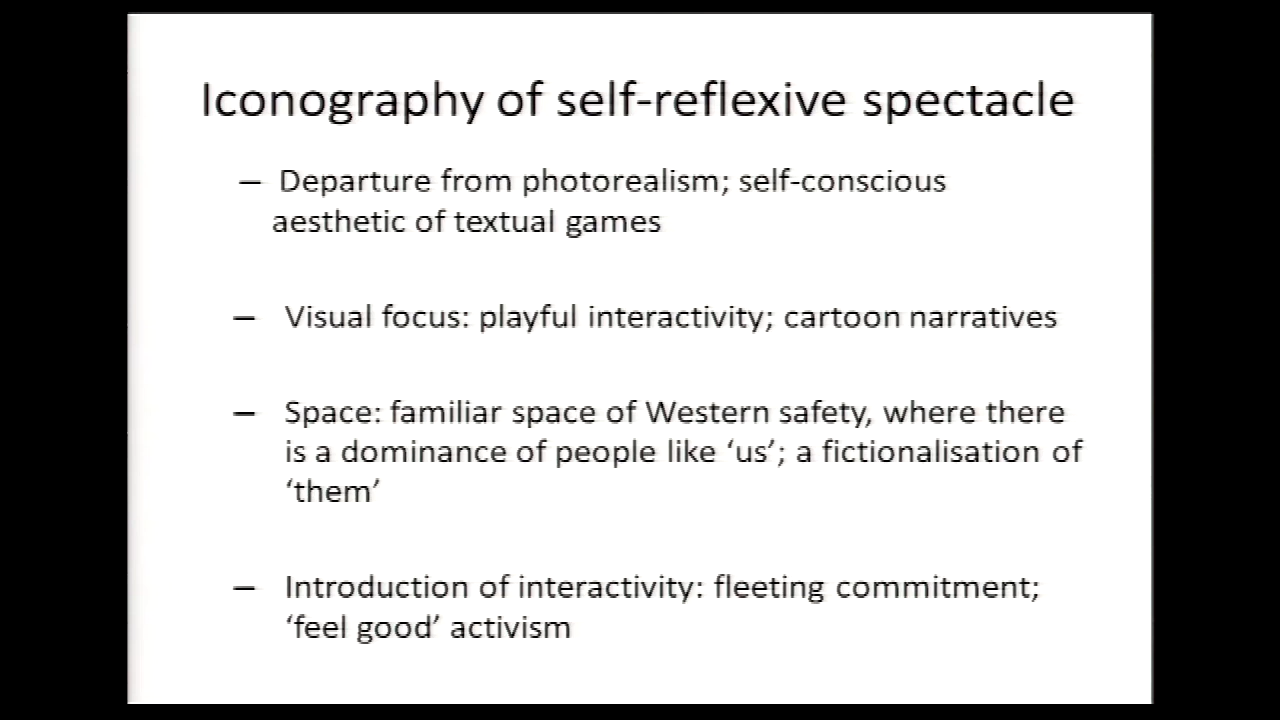 Iconography of self-reflexive spectacle
– Departure from photorealism; self-conscious
aesthetic of textual games
– Visual focus: playful interactivity; cartoon narratives
– Space: familiar space of Western safety, where there
is a dominance of people like ‘us’; a fictionalisation of
‘them’
– Introduction of interactivity: fleeting commitment;
‘feel good’ activism